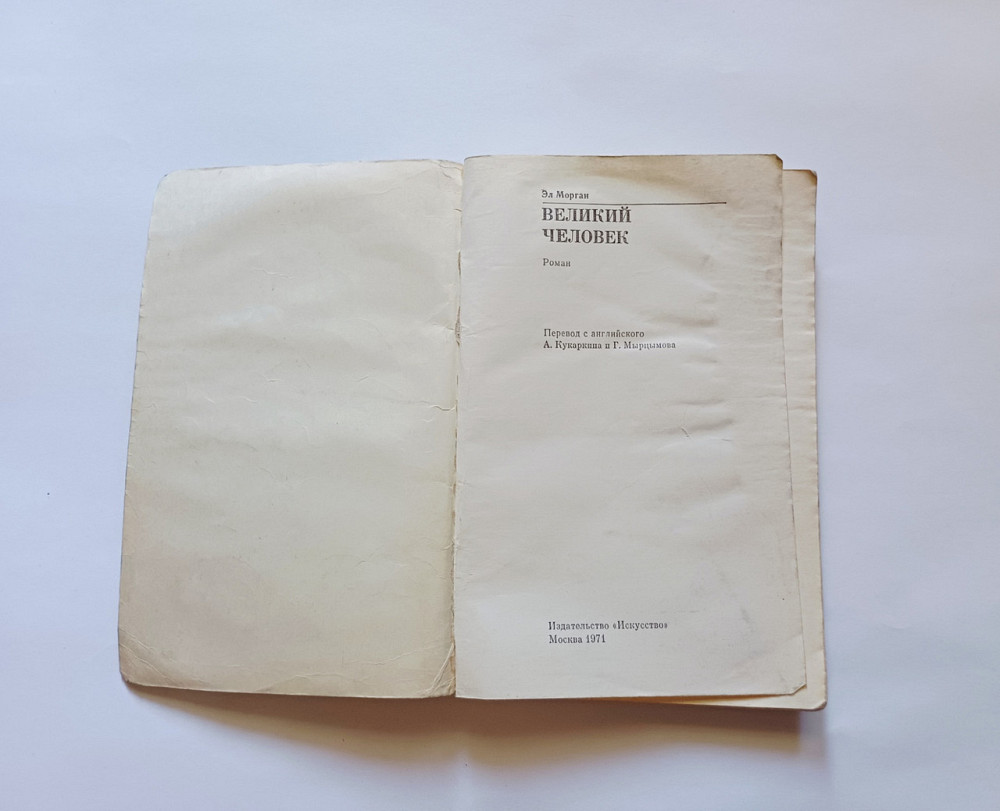 Эл Морган
ВЕЛИКИЙ
ЧЕЛОВЕК
Роман
Перевод с английского
А. Кукаркина и Г. Мырцымова
Издательство «Искусство»
Москва 1971